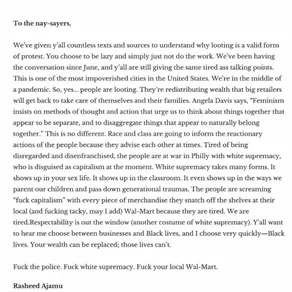 To the nay-sayers,
We've given y'all countless texts and sources to understand why looting is a valid form
of protest. You choose to be lazy and simply just not do the work. We've been having
the conversation since June, and y'all are still giving the same tired ass talking points.
This is one of the most impoverished cities in the United States. We're in the middle of
a pandemic. So, yes... people are looting. They're redistributing wealth that big retailers
will get back to take care of themselves and their families. Angela Davis says, "Feminism
insists on methods of thought and action that urge us to think about things together that
appear to be separate, and to disaggregate things that appear to naturally belong
together." This is no different. Race and class are going to inform the reactionary
actions of the people because they advise each other at times. Tired of being
disregarded and disenfranchised, the people are at war in Philly with white supremacy,
who is disguised as capitalism at the moment. White supremacy takes many forms. It
shows up in your sex life. It shows up in the classroom. It even shows up in the ways we
parent our children and pass down generational traumas. The people are screaming
"fuck capitalism" with every piece of merchandise they snatch off the shelves at their
local (and fucking tacky, may I add) Wal-Mart because they are tired. We are
tired.Respectability is out the window (another costume of white supremacy). Y'all want
to hear me choose between businesses and Black lives, and I choose very quickly—Black
lives. Your wealth can be replaced; those lives can't.
Fuck the police. Fuck white supremacy. Fuck your local Wal-Mart.
Rasheed Ajamu